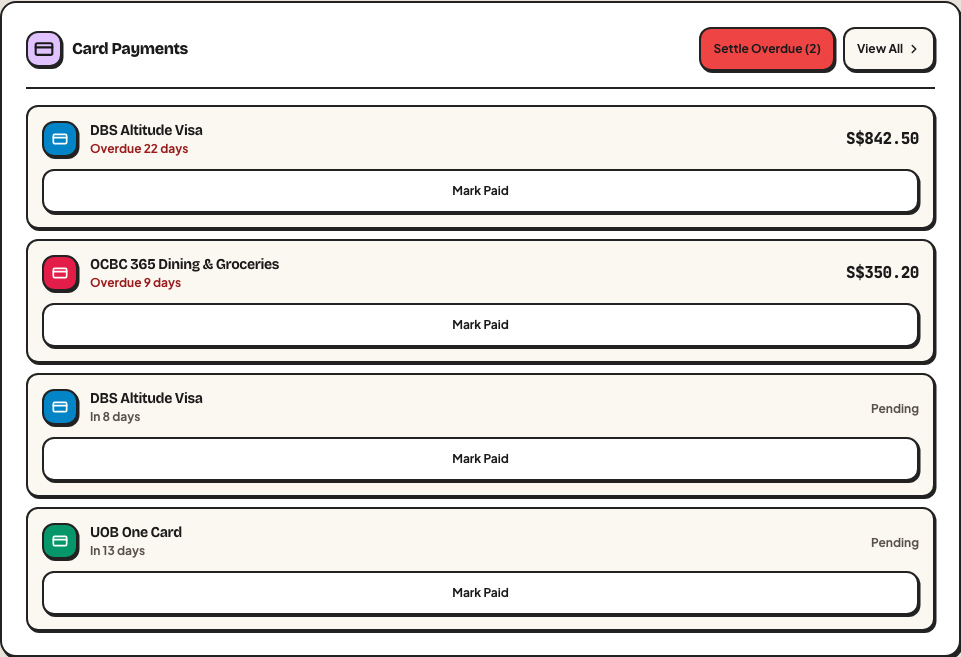 Card Payments
Settle Overdue (2)
View All
DBS Altitude Visa
Overdue 22 days
S$842.50
Mark Paid
OCBC 365 Dining & Groceries
Overdue 9 days
S$350.20
Mark Paid
DBS Altitude Visa
In 8 days
Pending
Mark Paid
UOB One Card
In 13 days
Pending
Mark Paid